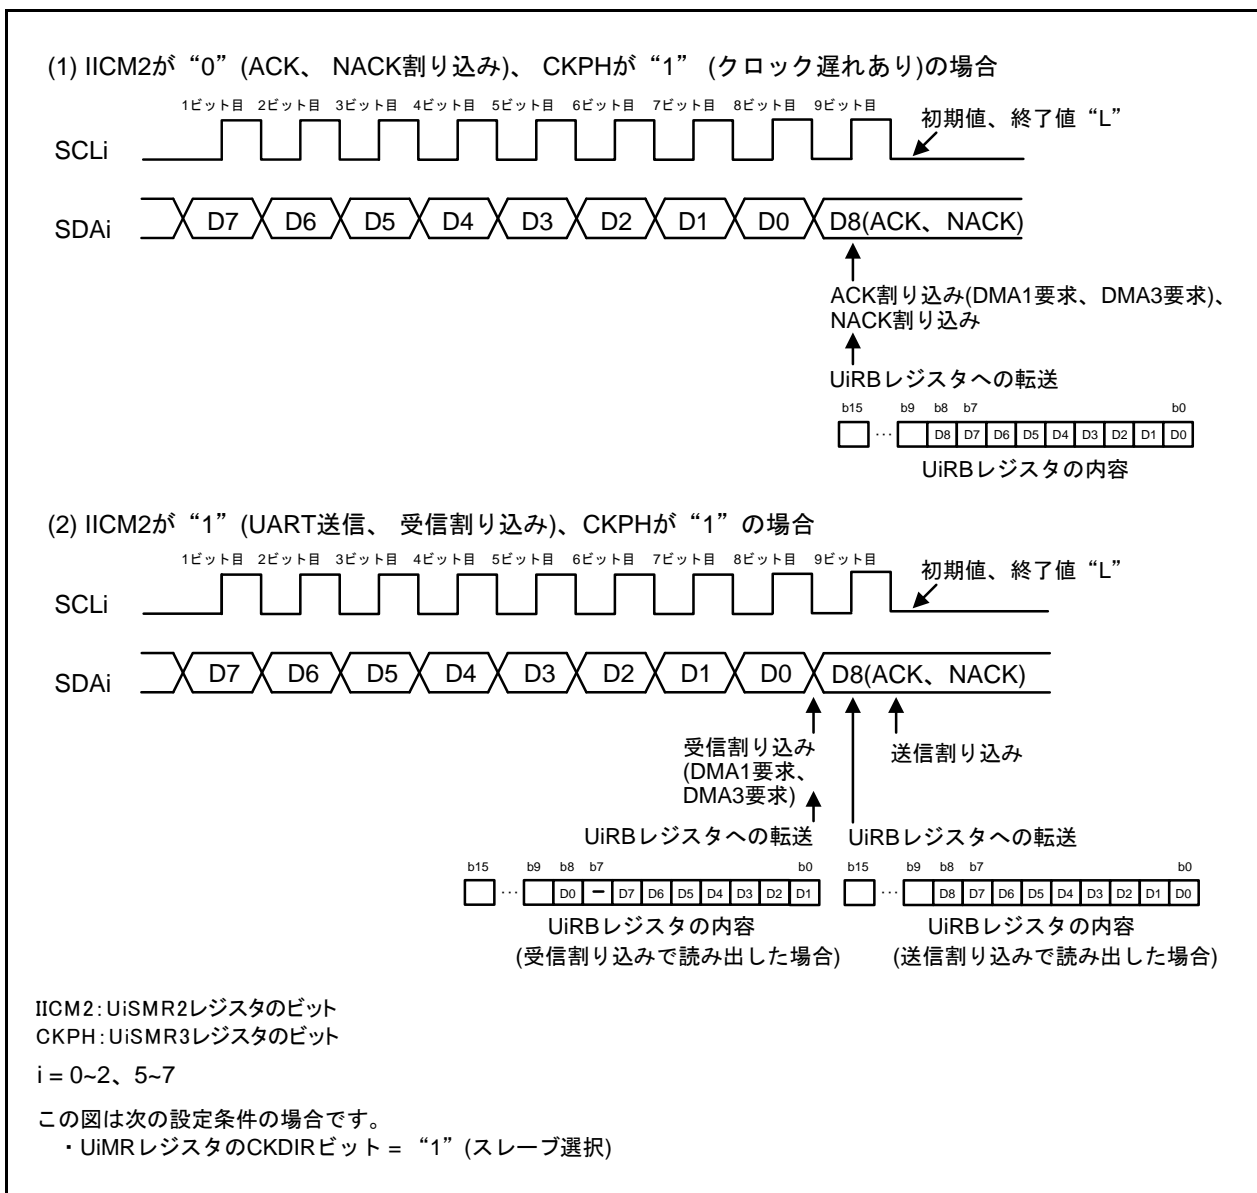 (1) IICM2が“0”(ACK、 NACK割り込み)、 CKPHが“1” (クロック遅れあり)の場合
1ビット目 2ビット目 3ビット目 4ビット目 5ビット目 6ビット目 7ビット目 8ビット目 9ビット目
初期値、終了値“L”
SCLi
SDAi D7 D6 D5 D4 D3 D2 D1 D0 D8(ACK、NACK)
ACK割り込み(DMA1要求、DMA3要求)、
NACK割り込み
UiRBレジスタへの転送
b15 b9 b8 b7 b0
··· D8 D7 D6 D5 D4 D3 D2 D1 D0
UiRBレジスタの内容
(2) IICM2が“1”(UART送信、 受信割り込み)、CKPHが“1”の場合
1ビット目 2ビット目 3ビット目 4ビット目 5ビット目 6ビット目 7ビット目 8ビット目 9ビット目
初期値、終了値“L”
SCLi
SDAi D7 D6 D5 D4 D3 D2 D1 D0 D8(ACK、NACK)
受信割り込み
(DMA1要求、
DMA3要求)
送信割り込み
UiRBレジスタへの転送 UiRBレジスタへの転送
b15 b9 b8 b7 b0 b15 b9 b8 b7 b0
··· D0 − D7 D6 D5 D4 D3 D2 D1 ··· D8 D7 D6 D5 D4 D3 D2 D1 D0
UiRBレジスタの内容 UiRBレジスタの内容
(受信割り込みで読み出した場合) (送信割り込みで読み出した場合)
IICM2:UiSMR2レジスタのビット
CKPH:UiSMR3レジスタのビット
i = 0~2、5~7
この図は次の設定条件の場合です。
・UiMRレジスタのCKDIRビット = “1”(スレーブ選択)